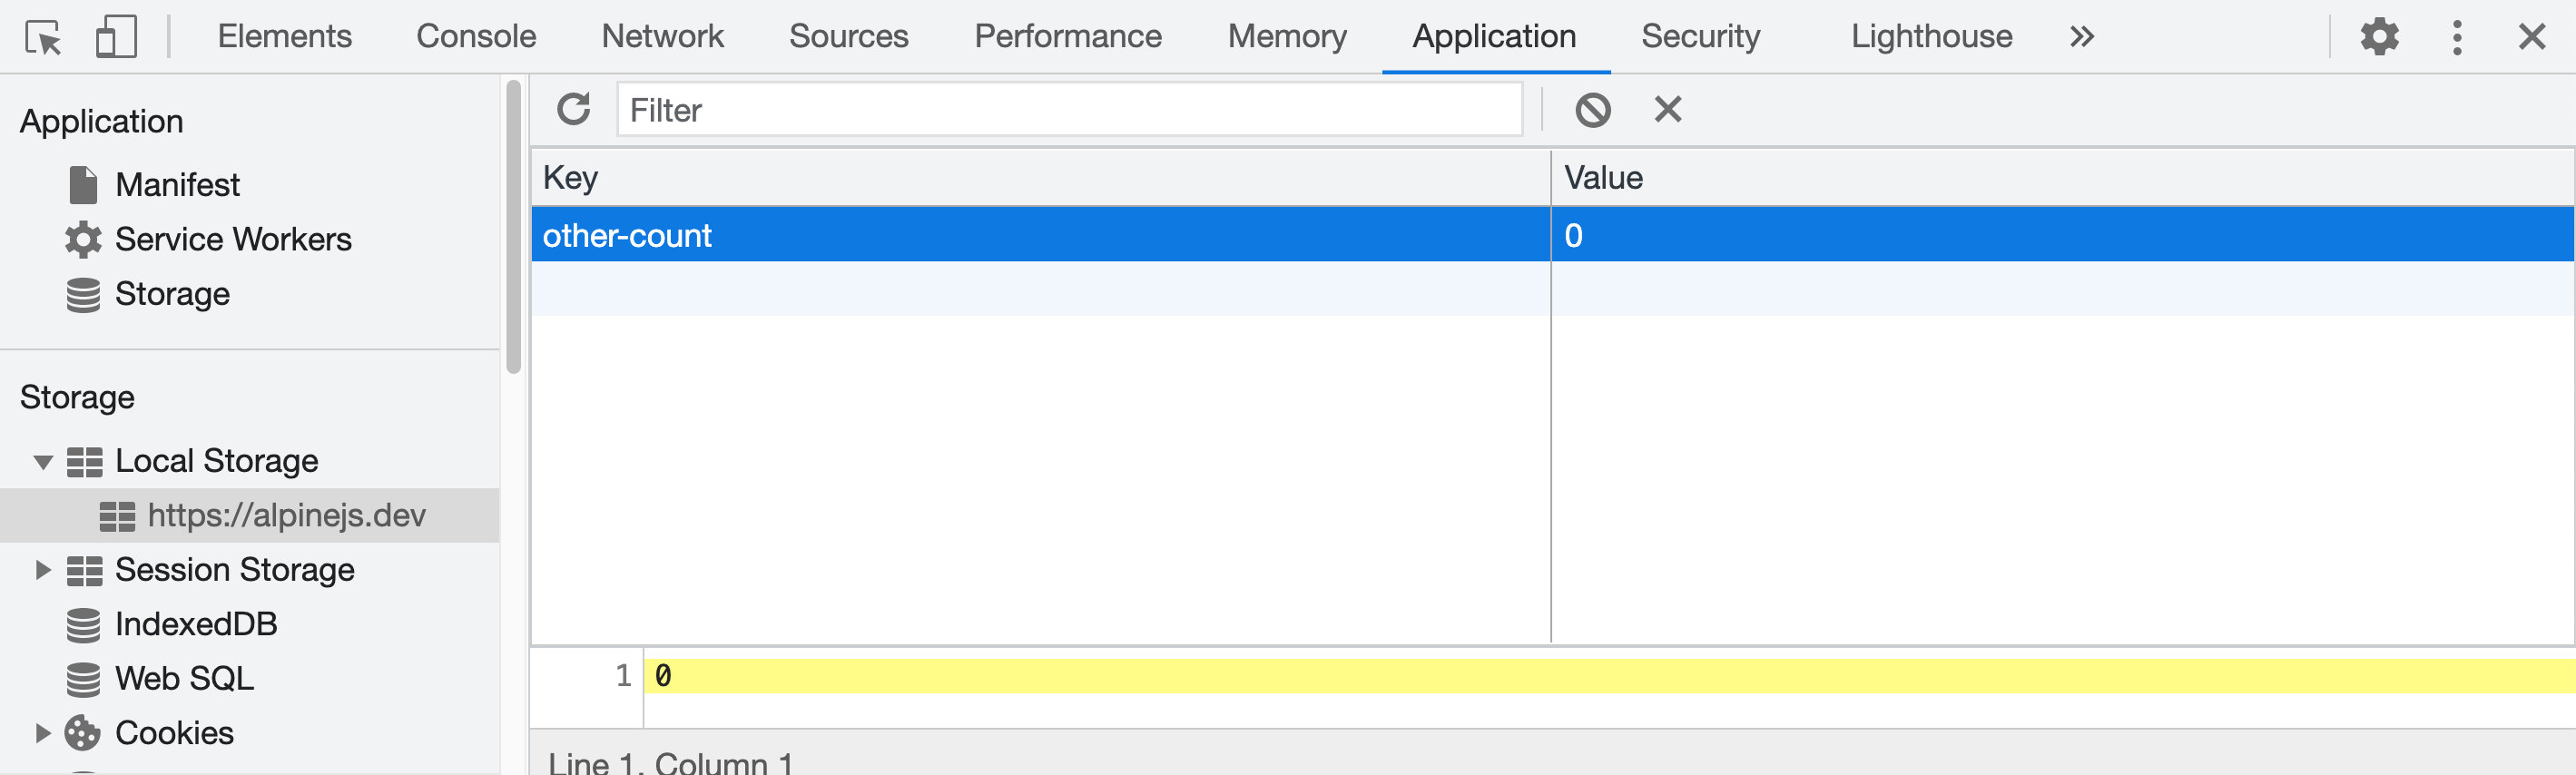 Elements Console Network Sources Performance Memory Application Security Lighthouse
Filter
Application
Manifest
Service Workers
Storage
Storage
Local Storage
https://alpinejs.dev
Session Storage
IndexedDB
Web SQL
Cookies
Key Value
other-count 0
1 0
Line 1, Column 1